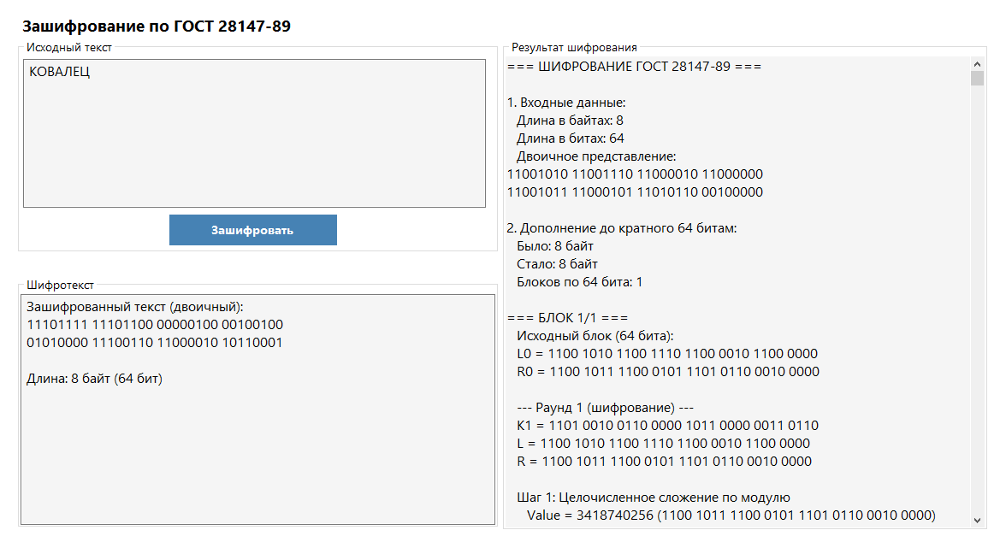 Зашифрование по ГОСТ 28147-89
Исходный текст
КОВАЛЕЦ
Зашифровать
Шифротекст
Зашифрованный текст (двоичный):
11101111 11101100 00000100 00100100
01010000 11100110 11000010 10110001
Длина: 8 байт (64 бит)
Результат шифрования
=== ШИФРОВАНИЕ ГОСТ 28147-89 ===
1. Входные данные:
Длина в байтах: 8
Длина в битах: 64
Двоичное представление:
11001010 11001110 11000010 11000000
11001011 11000101 11010110 00100000
2. Дополнение до кратного 64 битам:
Было: 8 байт
Стало: 8 байт
Блоков по 64 бита: 1
=== БЛОК 1/1 ===
Исходный блок (64 бита):
L0 = 1100 1010 1100 1110 1100 0010 1100 0000
R0 = 1100 1011 1100 0101 1101 0110 0010 0000
--- Раунд 1 (шифрование) ---
K1 = 1101 0010 0110 0000 1011 0000 0011 0110
L = 1100 1010 1100 1110 1100 0010 1100 0000
R = 1100 1011 1100 0101 1101 0110 0010 0000
Шаг 1: Целочисленное сложение по модулю
Value = 3418740256 (1100 1011 1100 0101 1101 0110 0010 0000)